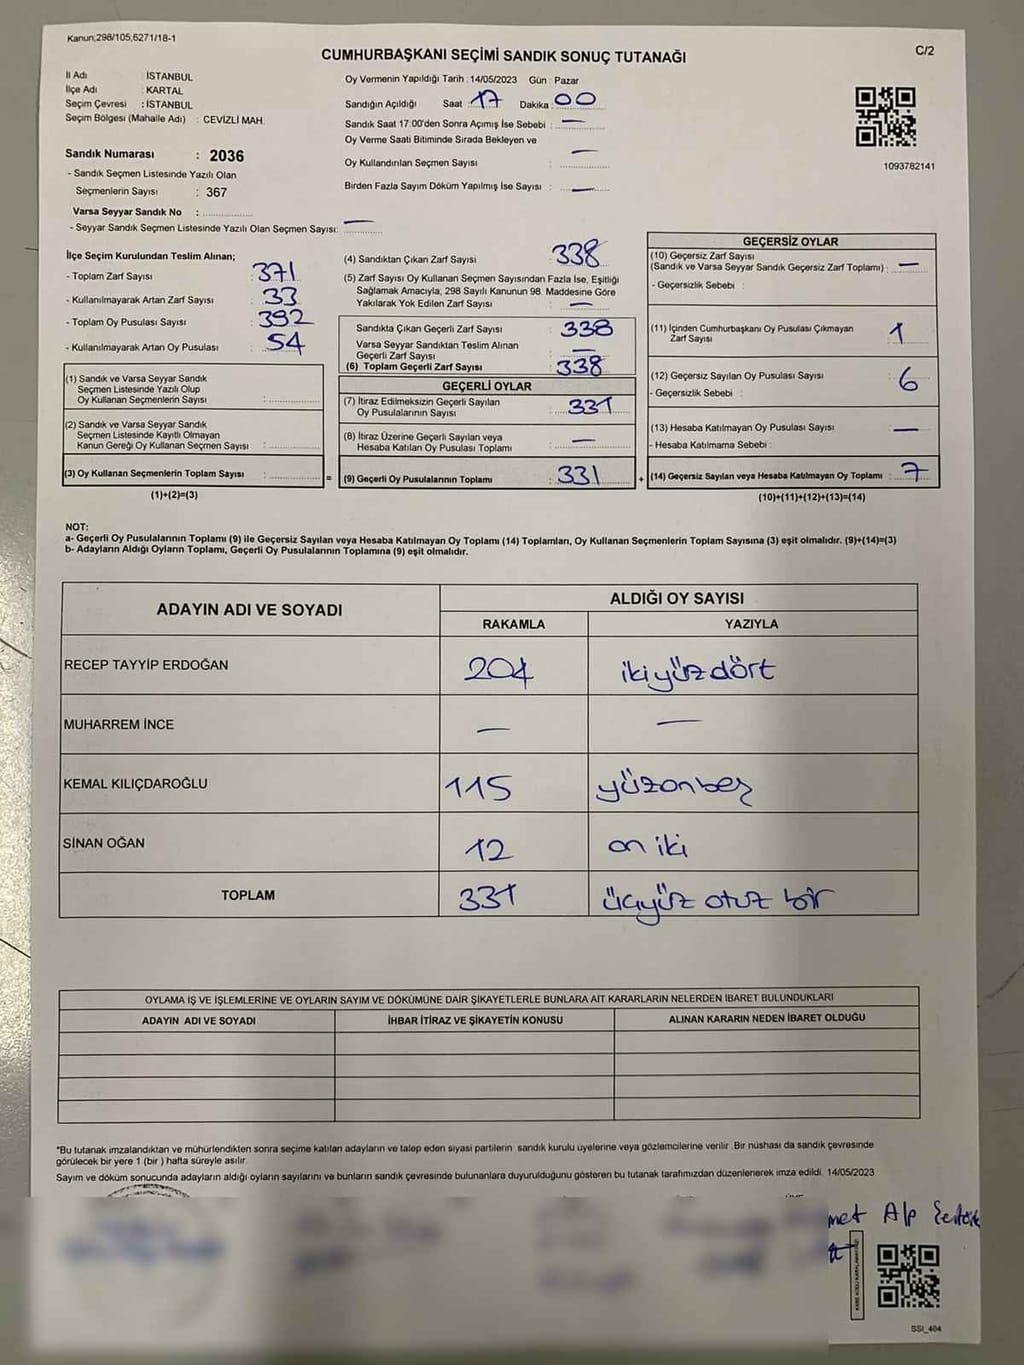 Kanun;298/105,6271/18-1
CUMHURBAŞKANI SEÇİMİ SANDIK SONUÇ TUTANAĞI
C/2
İl Adı : İSTANBUL
İlçe Adı : KARTAL
Seçim Çevresi : İSTANBUL
Seçim Bölgesi (Mahalle Adı) : CEVİZLİ MAH.
Sandık Numarası : 2036
- Sandık Seçmen Listesinde Yazılı Olan
Seçmenlerin Sayısı : 367
Varsa Seyyar Sandık No :
- Seyyar Sandık Seçmen Listesinde Yazılı Olan Seçmen Sayısı: —
Oy Vermenin Yapıldığı Tarih :14/05/2023 Gün : Pazar
Sandığın Açıldığı Saat : 17 Dakika : 00
Sandık Saat 17:00'den Sonra Açımış İse Sebebi : —
Oy Verme Saati Bitiminde Sırada Bekleyen ve
Oy Kullandırılan Seçmen Sayısı : —
Birden Fazla Sayım Döküm Yapılmış İse Sayısı : —
1093782141
İlçe Seçim Kurulundan Teslim Alınan;
- Toplam Zarf Sayısı : 371
- Kullanılmayarak Artan Zarf Sayısı : 33
- Toplam Oy Pusulası Sayısı : 392
- Kullanılmayarak Artan Oy Pusulası : 54
(1) Sandık ve Varsa Seyyar Sandık
Seçmen Listesinde Yazılı Olup
Oy Kullanan Seçmenlerin Sayısı :
(2) Sandık ve Varsa Seyyar Sandık
Seçmen Listesinde Kayıtlı Olmayan
Kanun Gereği Oy Kullanan Seçmen Sayısı :
(3) Oy Kullanan Seçmenlerin Toplam Sayısı :
(1)+(2)=(3)
(4) Sandıktan Çıkan Zarf Sayısı : 338
(5) Zarf Sayısı Oy Kullanan Seçmen Sayısından Fazla İse, Eşitliği
Sağlamak Amacıyla, 298 Sayılı Kanunun 98. Maddesine Göre
Yakılarak Yok Edilen Zarf Sayısı : —
Sandıkta Çıkan Geçerli Zarf Sayısı : 338
Varsa Seyyar Sandıktan Teslim Alınan
Geçerli Zarf Sayısı : —
(6) Toplam Geçerli Zarf Sayısı : 338
GEÇERLİ OYLAR
(7) İtiraz Edilmeksizin Geçerli Sayılan
Oy Pusulalarının Sayısı : 331
(8) İtiraz Üzerine Geçerli Sayılan veya
Hesaba Katılan Oy Pusulası Toplamı : —
= (9) Geçerli Oy Pusulalarının Toplamı : 331
GEÇERSİZ OYLAR
(10) Geçersiz Zarf Sayısı
(Sandık ve Varsa Seyyar Sandık Geçersiz Zarf Toplamı) : —
- Geçersizlik Sebebi :
(11) İçinden Cumhurbaşkanı Oy Pusulası Çıkmayan
Zarf Sayısı : 1
(12) Geçersiz Sayılan Oy Pusulası Sayısı : 6
- Geçersizlik Sebebi :
(13) Hesaba Katılmayan Oy Pusulası Sayısı : —
- Hesaba Katılmama Sebebi :
+ (14) Geçersiz Sayılan veya Hesaba Katılmayan Oy Toplamı : 7
(10)+(11)+(12)+(13)=(14)
NOT:
a- Geçerli Oy Pusulalarının Toplamı (9) ile Geçersiz Sayılan veya Hesaba Katılmayan Oy Toplamı (14) Toplamları, Oy Kullanan Seçmenlerin Toplam Sayısına (3) eşit olmalıdır. (9)+(14)=(3)
b- Adayların Aldığı Oyların Toplamı, Geçerli Oy Pusulalarının Toplamına (9) eşit olmalıdır.
ADAYIN ADI VE SOYADI
ALDIĞI OY SAYISI
RAKAMLA YAZIYLA
RECEP TAYYİP ERDOĞAN 204 ikiyüzdört
MUHARREM İNCE — —
KEMAL KILIÇDAROĞLU 115 yüzonbeş
SİNAN OĞAN 12 on iki
TOPLAM 331 üçyüz otuz bir
OYLAMA İŞ VE İŞLEMLERİNE VE OYLARIN SAYIM VE DÖKÜMÜNE DAİR ŞİKAYETLERLE BUNLARA AİT KARARLARIN NELERDEN İBARET BULUNDUKLARI
ADAYIN ADI VE SOYADI İHBAR İTİRAZ VE ŞİKAYETİN KONUSU ALINAN KARARIN NEDEN İBARET OLDUĞU
*Bu tutanak imzalandıktan ve mühürlendikten sonra seçime katılan adayların ve talep eden siyasi partilerin sandık kurulu üyelerine veya gözlemcilerine verilir. Bir nüshası da sandık çevresinde
görülecek bir yere 1 (bir ) hafta süreyle asılır.
Sayım ve döküm sonucunda adayların aldığı oyların sayılarını ve bunların sandık çevresinde bulunanlara duyurulduğunu gösteren bu tutanak tarafımızdan düzenlenerek imza edildi. 14/05/2023
met Alp
SSI_404